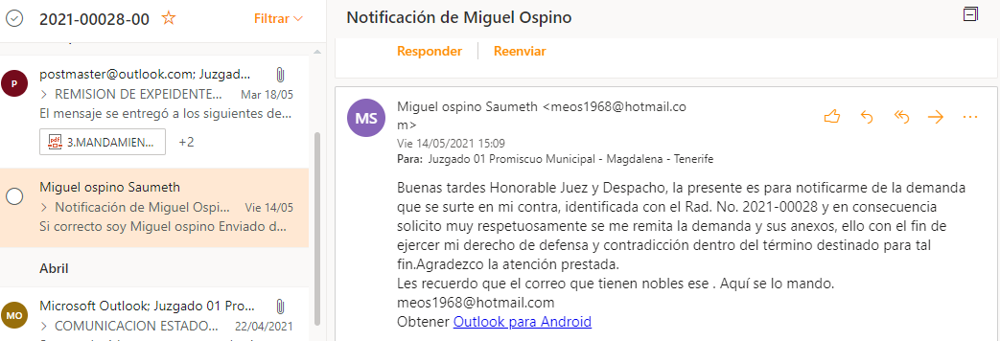 2021-00028-00
Filtrar
postmaster@outlook.com; Juzgad...
REMISION DE EXPEIDENTE... Mar 18/05
El mensaje se entregó a los siguientes de...
3.MANDAMIEN... +2
Miguel ospino Saumeth
Notificación de Miguel Ospi... Vie 14/05
Si correcto soy Miguel ospino Enviado d...
Abril
MO
Microsoft Outlook; Juzgado 01 Pro...
COMUNICACION ESTADO... 22/04/2021
Notificación de Miguel Ospino
Responder Reenviar
MS
Miguel ospino Saumeth <meos1968@hotmail.co
m>
Vie 14/05/2021 15:09
Para: Juzgado 01 Promiscuo Municipal - Magdalena - Tenerife
Buenas tardes Honorable Juez y Despacho, la presente es para notificarme de la demanda
que se surte en mi contra, identificada con el Rad. No. 2021-00028 y en consecuencia
solicito muy respetuosamente se me remita la demanda y sus anexos, ello con el fin de
ejercer mi derecho de defensa y contradicción dentro del término destinado para tal
fin.Agradezco la atención prestada.
Les recuerdo que el correo que tienen nobles ese . Aquí se lo mando.
meos1968@hotmail.com
Obtener Outlook para Android